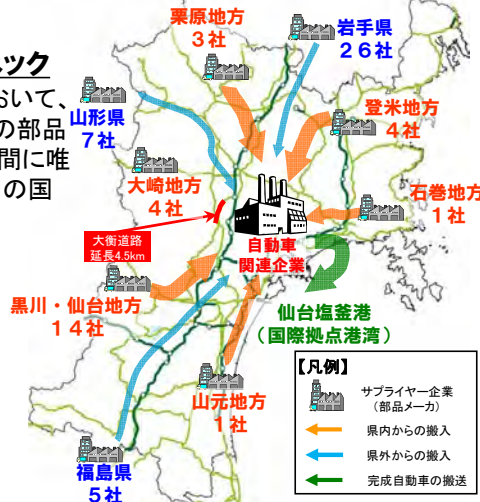 ネック
おいて、
の部品
間に唯
の国
栗原地方
3社
岩手県
26社
山形県
7社
登米地方
4社
大崎地方
4社
石巻地方
1社
大衡道路
延長4.5km
自動車
関連企業
黒川・仙台地方
14社
仙台塩釜港
(国際拠点港湾)
山元地方
1社
福島県
5社
【凡例】
サプライヤー企業
(部品メーカ)
県内からの搬入
県外からの搬入
完成自動車の搬送